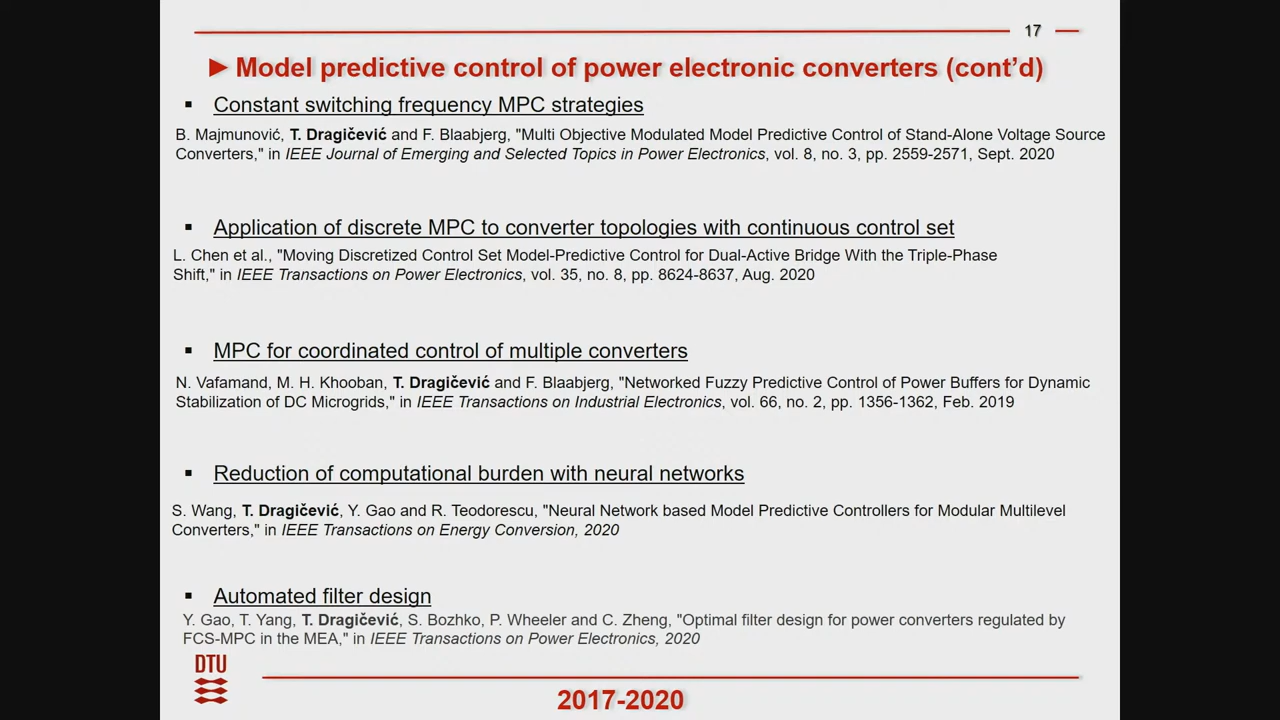 17
► Model predictive control of power electronic converters (cont'd)
▪ Constant switching frequency MPC strategies
B. Majmunović, T. Dragičević and F. Blaabjerg, "Multi Objective Modulated Model Predictive Control of Stand-Alone Voltage Source
Converters," in IEEE Journal of Emerging and Selected Topics in Power Electronics, vol. 8, no. 3, pp. 2559-2571, Sept. 2020
▪ Application of discrete MPC to converter topologies with continuous control set
L. Chen et al., "Moving Discretized Control Set Model-Predictive Control for Dual-Active Bridge With the Triple-Phase
Shift," in IEEE Transactions on Power Electronics, vol. 35, no. 8, pp. 8624-8637, Aug. 2020
▪ MPC for coordinated control of multiple converters
N. Vafamand, M. H. Khooban, T. Dragičević and F. Blaabjerg, "Networked Fuzzy Predictive Control of Power Buffers for Dynamic
Stabilization of DC Microgrids," in IEEE Transactions on Industrial Electronics, vol. 66, no. 2, pp. 1356-1362, Feb. 2019
▪ Reduction of computational burden with neural networks
S. Wang, T. Dragičević, Y. Gao and R. Teodorescu, "Neural Network based Model Predictive Controllers for Modular Multilevel
Converters," in IEEE Transactions on Energy Conversion, 2020
▪ Automated filter design
Y. Gao, T. Yang, T. Dragičević, S. Bozhko, P. Wheeler and C. Zheng, "Optimal filter design for power converters regulated by
FCS-MPC in the MEA," in IEEE Transactions on Power Electronics, 2020
DTU
2017-2020